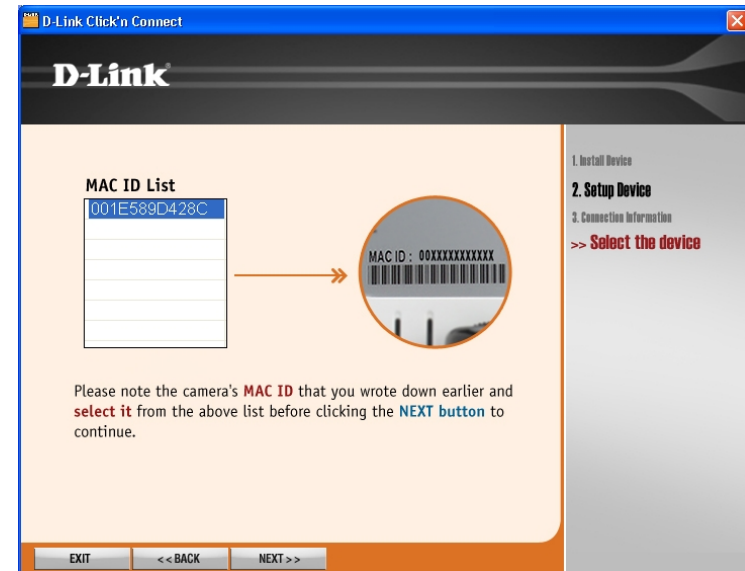 D-Link Click'n Connect
D-Link
MAC ID List
001E589D428C
MAC ID : 00XXXXXXXXXX
Please note the camera's MAC ID that you wrote down earlier and
select it from the above list before clicking the NEXT button to
continue.
1. Install Device
2. Setup Device
3. Connection Information
>> Select the device
EXIT
<< BACK
NEXT >>